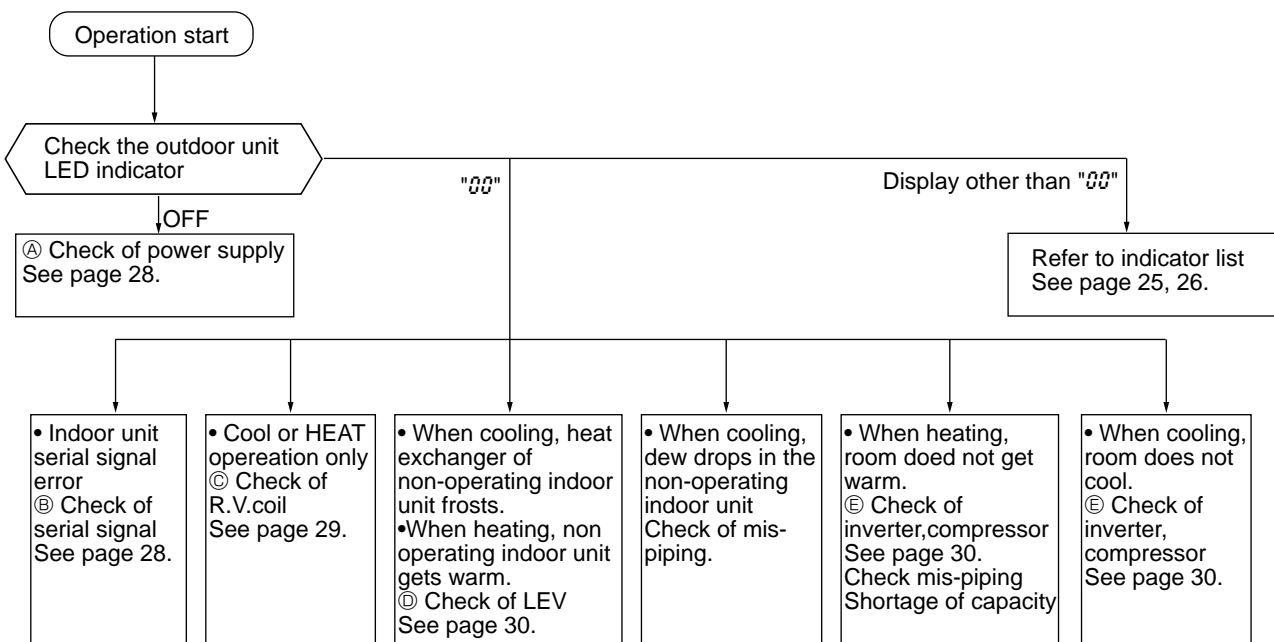 Operation start
Check the outdoor unit
LED indicator
"00"
Display other than "00"
OFF
Ⓐ Check of power supply
See page 28.
Refer to indicator list
See page 25, 26.
• Indoor unit
serial signal
error
Ⓑ Check of
serial signal
See page 28.
• Cool or HEAT
opereation only
Ⓒ Check of
R.V.coil
See page 29.
• When cooling, heat
exchanger of
non-operating indoor
unit frosts.
•When heating, non
operating indoor unit
gets warm.
Ⓓ Check of LEV
See page 30.
• When cooling,
dew drops in the
non-operating
indoor unit
Check of mis-
piping.
• When heating,
room doed not get
warm.
Ⓔ Check of
inverter,compressor
See page 30.
Check mis-piping
Shortage of capacity
• When cooling,
room does not
cool.
Ⓔ Check of
inverter,
compressor
See page 30.